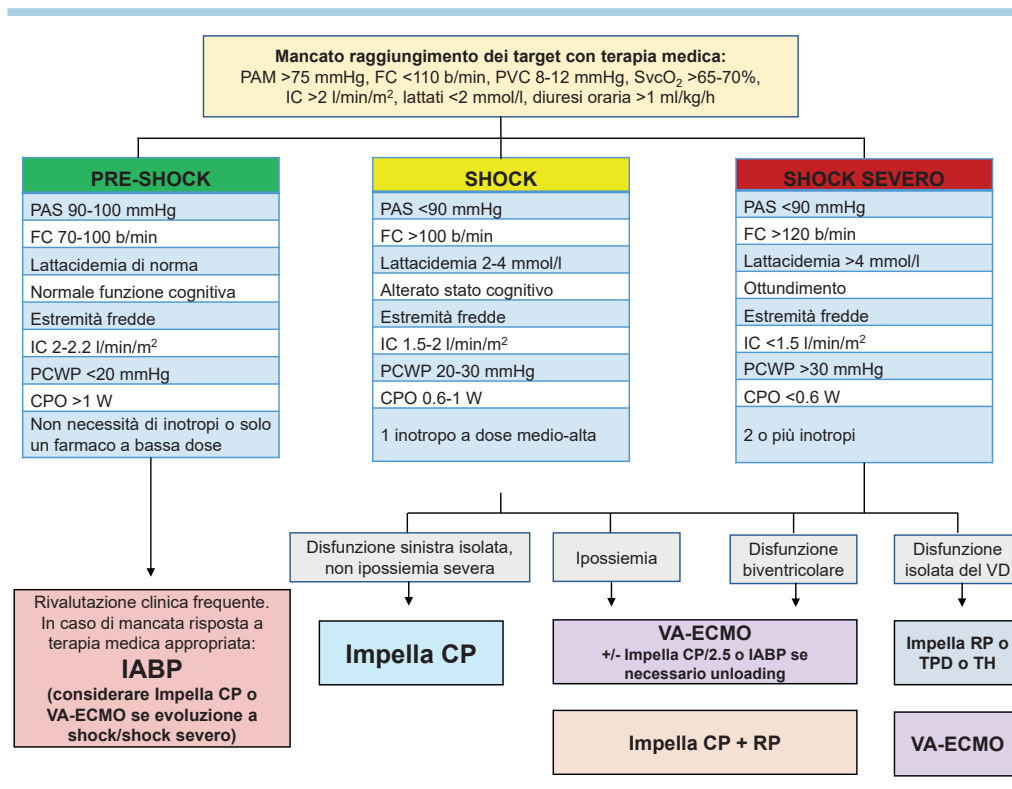 Mancato raggiungimento dei target con terapia medica:
PAM >75 mmHg, FC <110 b/min, PVC 8-12 mmHg, SvcO₂ >65-70%,
IC >2 l/min/m², lattati <2 mmol/l, diuresi oraria >1 ml/kg/h
PRE-SHOCK
PAS 90-100 mmHg
FC 70-100 b/min
Lattacidemia di norma
Normale funzione cognitiva
Estremità fredde
IC 2-2.2 l/min/m²
PCWP <20 mmHg
CPO >1 W
Non necessità di inotropi o solo
un farmaco a bassa dose
SHOCK
PAS <90 mmHg
FC >100 b/min
Lattacidemia 2-4 mmol/l
Alterato stato cognitivo
Estremità fredde
IC 1.5-2 l/min/m²
PCWP 20-30 mmHg
CPO 0.6-1 W
1 inotropo a dose medio-alta
SHOCK SEVERO
PAS <90 mmHg
FC >120 b/min
Lattacidemia >4 mmol/l
Ottundimento
Estremità fredde
IC <1.5 l/min/m²
PCWP >30 mmHg
CPO <0.6 W
2 o più inotropi
Rivalutazione clinica frequente.
In caso di mancata risposta a
terapia medica appropriata:
IABP
(considerare Impella CP o
VA-ECMO se evoluzione a
shock/shock severo)
Disfunzione sinistra isolata,
non ipossiemia severa
Impella CP
Ipossiemia
Disfunzione
biventricolare
VA-ECMO
+/- Impella CP/2.5 o IABP se
necessario unloading
Impella CP + RP
Disfunzione
isolata del VD
Impella RP o
TPD o TH
VA-ECMO